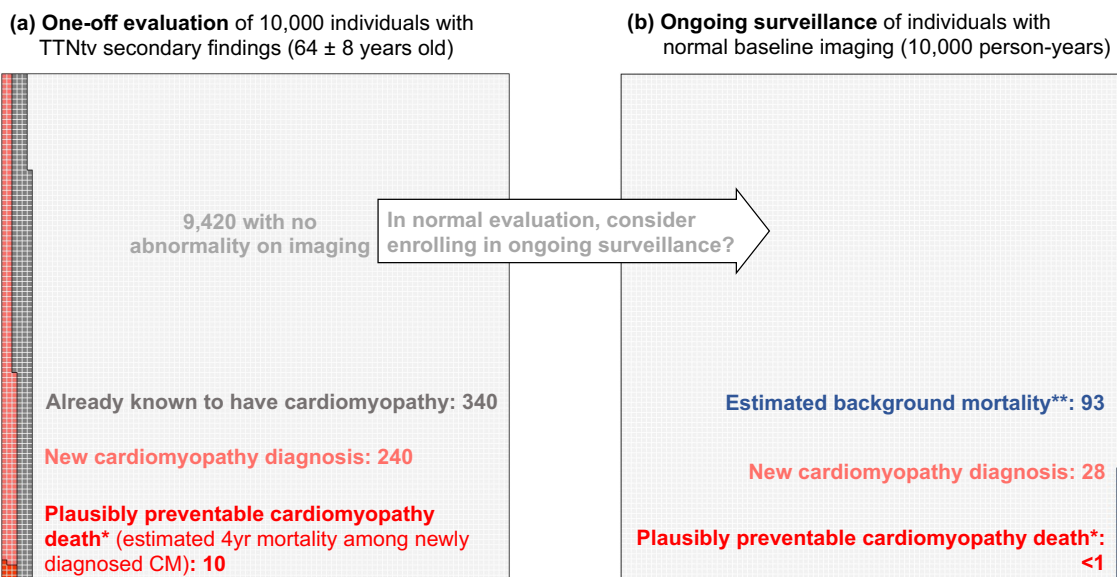 (a) One-off evaluation of 10,000 individuals with
TTNtv secondary findings (64 ± 8 years old)
9,420 with no
abnormality on imaging
In normal evaluation, consider
enrolling in ongoing surveillance?
Already known to have cardiomyopathy: 340
New cardiomyopathy diagnosis: 240
Plausibly preventable cardiomyopathy
death* (estimated 4yr mortality among newly
diagnosed CM): 10
(b) Ongoing surveillance of individuals with
normal baseline imaging (10,000 person-years)
Estimated background mortality**: 93
New cardiomyopathy diagnosis: 28
Plausibly preventable cardiomyopathy death*:
<1